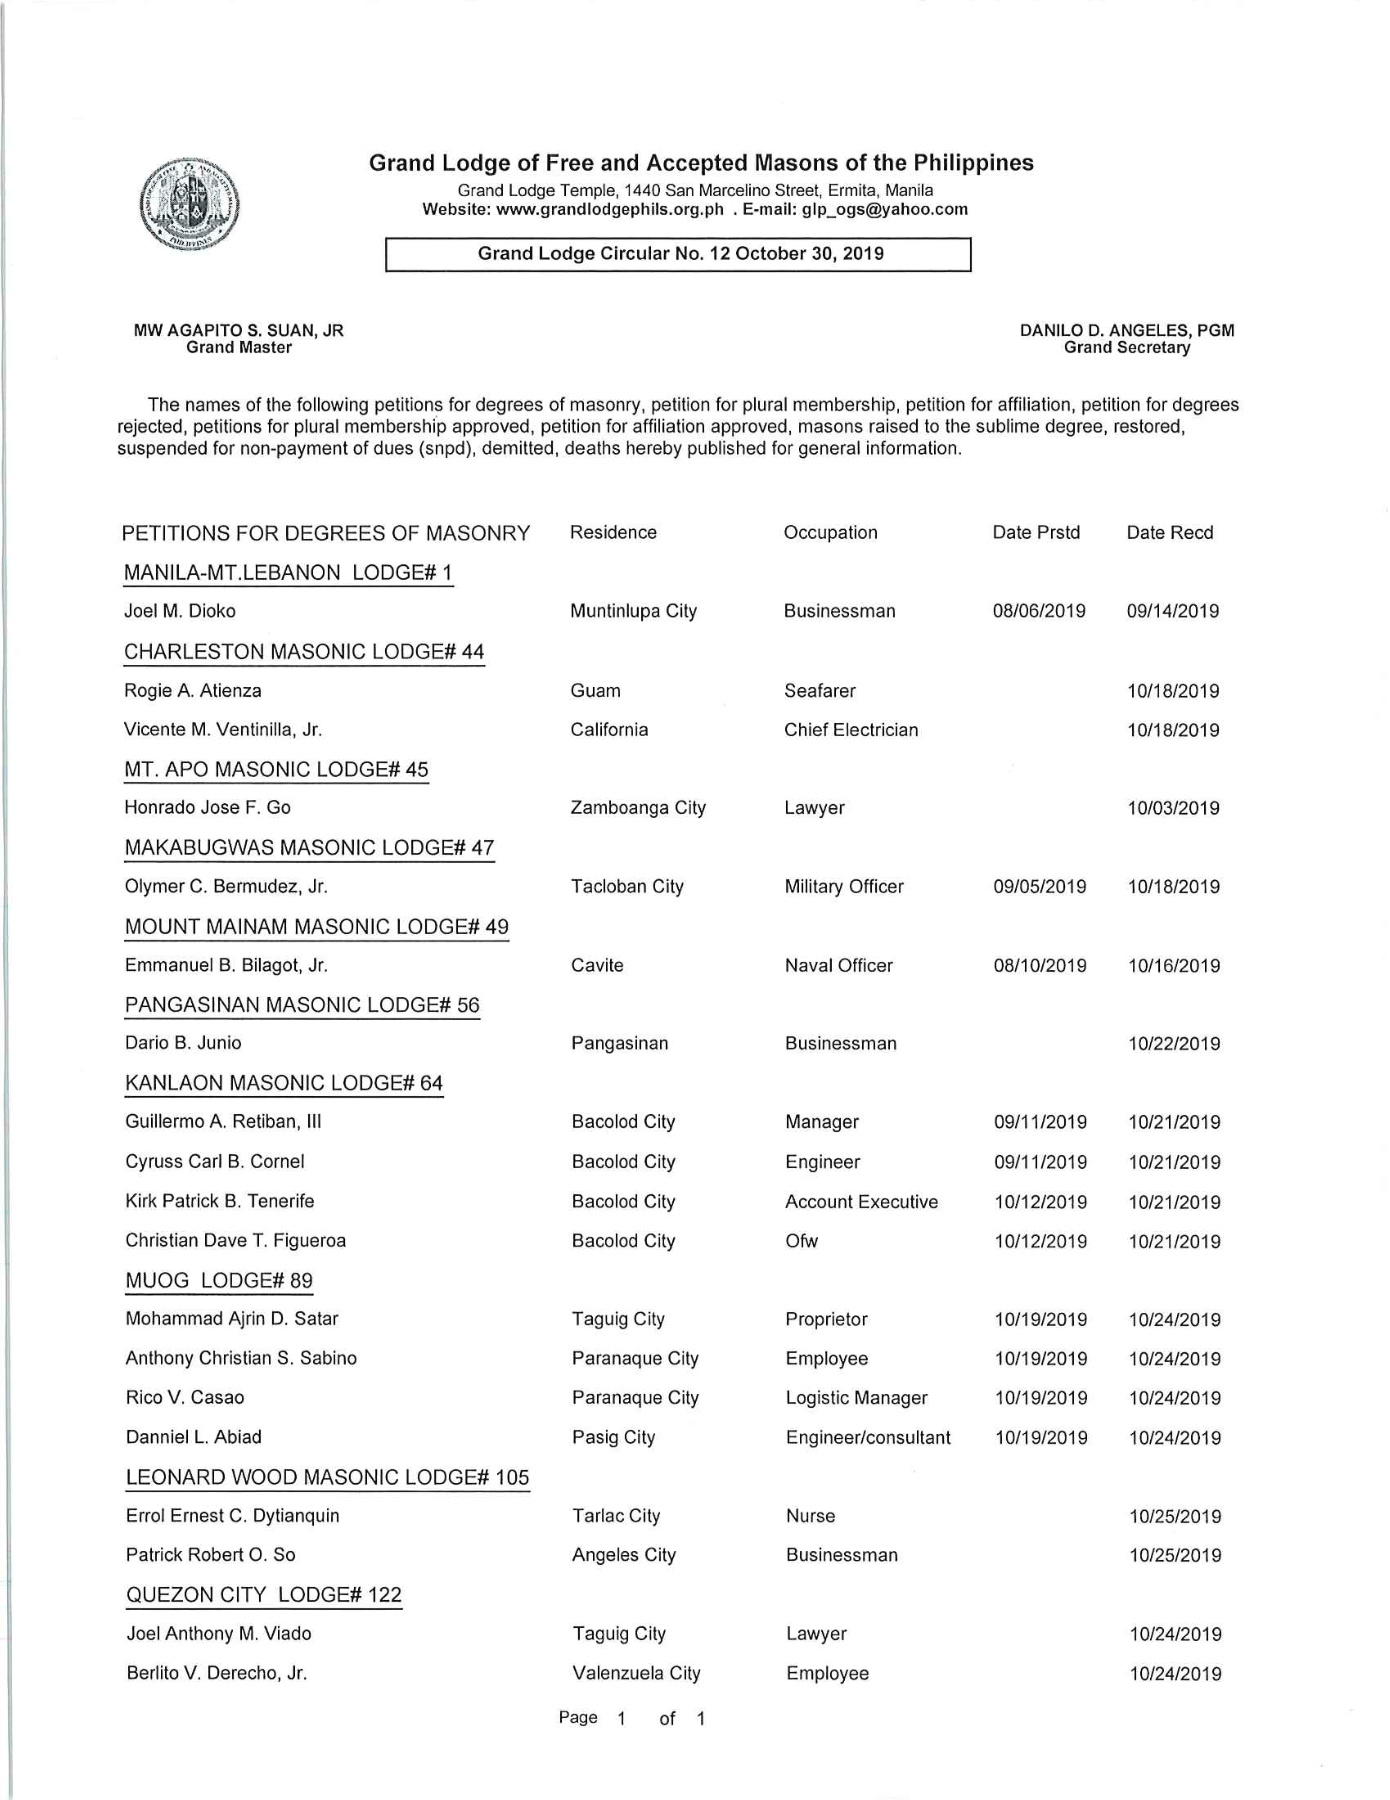 Grand Lodge of Free and Accepted Masons of the Philippines
Grand Lodge Temple, 1440 San Marcelino Street, Ermita, Manila
Website: www.grandlodgephils.org.ph . E-mail: glp_ogs@yahoo.com
Grand Lodge Circular No. 12 October 30, 2019
MW AGAPITO S. SUAN, JR DANILO D. ANGELES, PGM
Grand Master Grand Secretary
The names of the following petitions for degrees of masonry, petition for plural membership, petition for affiliation, petition for degrees
rejected, petitions for plural membership approved, petition for affiliation approved, masons raised to the sublime degree, restored,
suspended for non-payment of dues (snpd), demitted, deaths hereby published for general information.
PETITIONS FOR DEGREES OF MASONRY Residence Occupation Date Prstd Date Recd
MANILA-MT.LEBANON LODGE# 1
Joel M. Dioko Muntinlupa City Businessman 08/06/2019 09/14/2019
CHARLESTON MASONIC LODGE# 44
Rogie A. Atienza Guam Seafarer 10/18/2019
Vicente M. Ventinilla, Jr. California Chief Electrician 10/18/2019
MT. APO MASONIC LODGE# 45
Honrado Jose F. Go Zamboanga City Lawyer 10/03/2019
MAKABUGWAS MASONIC LODGE# 47
Olymer C. Bermudez, Jr. Tacloban City Military Officer 09/05/2019 10/18/2019
MOUNT MAINAM MASONIC LODGE# 49
Emmanuel B. Bilagot, Jr. Cavite Naval Officer 08/10/2019 10/16/2019
PANGASINAN MASONIC LODGE# 56
Dario B. Junio Pangasinan Businessman 10/22/2019
KANLAON MASONIC LODGE# 64
Guillermo A. Retiban, III Bacolod City Manager 09/11/2019 10/21/2019
Cyruss Carl B. Cornel Bacolod City Engineer 09/11/2019 10/21/2019
Kirk Patrick B. Tenerife Bacolod City Account Executive 10/12/2019 10/21/2019
Christian Dave T. Figueroa Bacolod City Ofw 10/12/2019 10/21/2019
MUOG LODGE# 89
Mohammad Ajrin D. Satar Taguig City Proprietor 10/19/2019 10/24/2019
Anthony Christian S. Sabino Paranaque City Employee 10/19/2019 10/24/2019
Rico V. Casao Paranaque City Logistic Manager 10/19/2019 10/24/2019
Danniel L. Abiad Pasig City Engineer/consultant 10/19/2019 10/24/2019
LEONARD WOOD MASONIC LODGE# 105
Errol Ernest C. Dytianquin Tarlac City Nurse 10/25/2019
Patrick Robert O. So Angeles City Businessman 10/25/2019
QUEZON CITY LODGE# 122
Joel Anthony M. Viado Taguig City Lawyer 10/24/2019
Berlito V. Derecho, Jr. Valenzuela City Employee 10/24/2019
Page 1 of 1